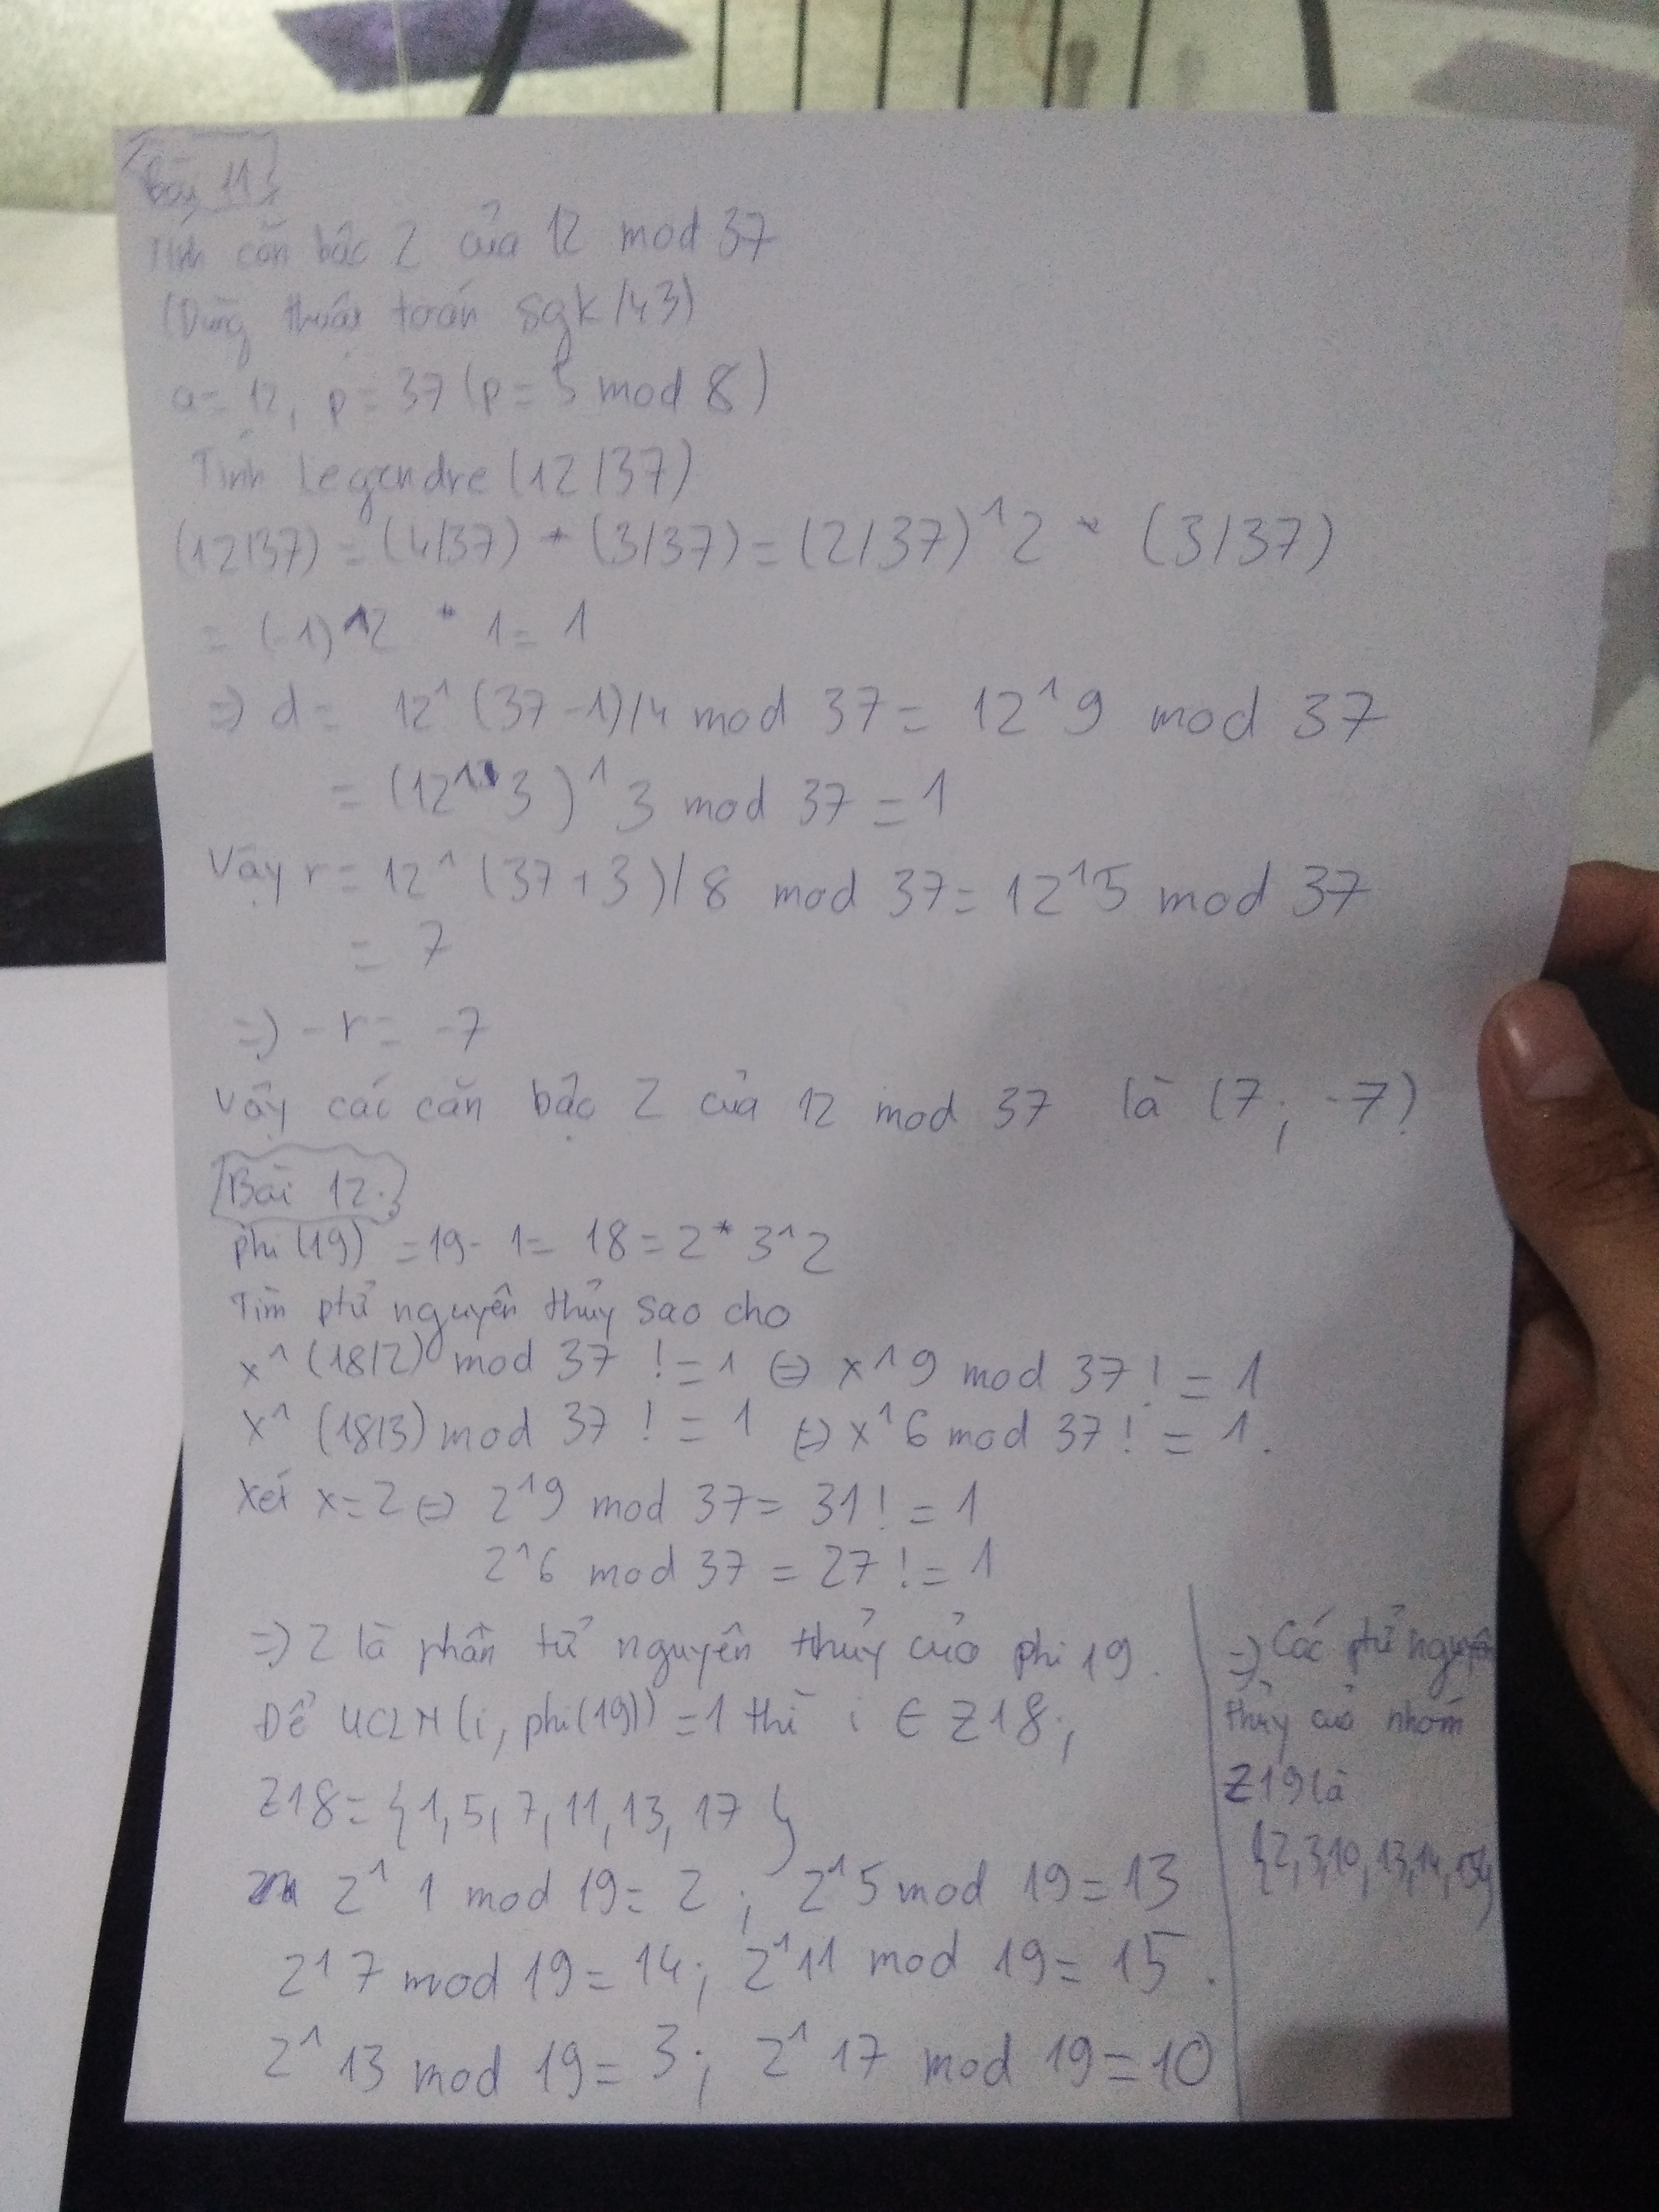 Bài 11
Tính căn bậc 2 của 12 mod 37
(Dùng thuật toán sgk/43)
a = 12, p = 37 (p = 5 mod 8)
Tính Legendre (12/37)
(12/37) = (4/37) * (3/37) = (2/37)^2 * (3/37)
= (-1)^2 * 1 = 1
=> d = 12^(37-1)/4 mod 37 = 12^9 mod 37
= (12^3)^3 mod 37 = 1
Vậy r = 12^(37+3)/8 mod 37 = 12^5 mod 37
= 7
=> -r = -7
Vậy các căn bậc 2 của 12 mod 37 là (7; -7)
Bài 12.
phi(19) = 19 - 1 = 18 = 2*3^2
Tìm ptử nguyên thủy sao cho
x^(18/2) mod 37 != 1 <=> x^9 mod 37 != 1
x^(18/3) mod 37 != 1 <=> x^6 mod 37 != 1.
Xét x = 2 <=> 2^9 mod 37 = 31 != 1
2^6 mod 37 = 27 != 1
=> 2 là phần tử nguyên thủy của phi 19.
Để UCLN(i, phi(19)) = 1 thì i ∈ Z18;
Z18 = {1, 5, 7, 11, 13, 17}
2^1 mod 19 = 2; 2^5 mod 19 = 13
2^7 mod 19 = 14; 2^11 mod 19 = 15.
2^13 mod 19 = 3; 2^17 mod 19 = 10
=> Các ptử nguyên
thủy của nhóm
Z19 là
{2, 3, 10, 13, 14, 15}